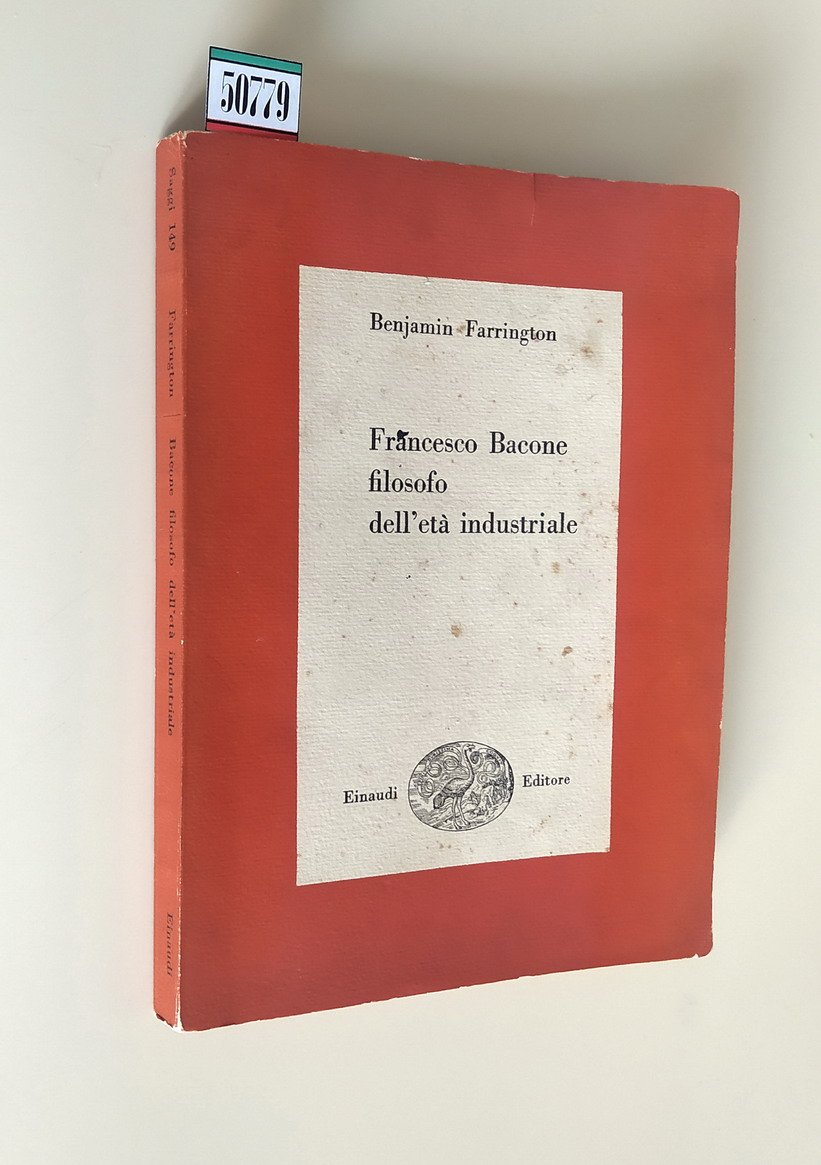 50779
Saggi 149 Farrington Bacone filosofo dell'età industriale Einaudi
Benjamin Farrington
Francesco Bacone
filosofo
dell'età industriale
Einaudi Editore